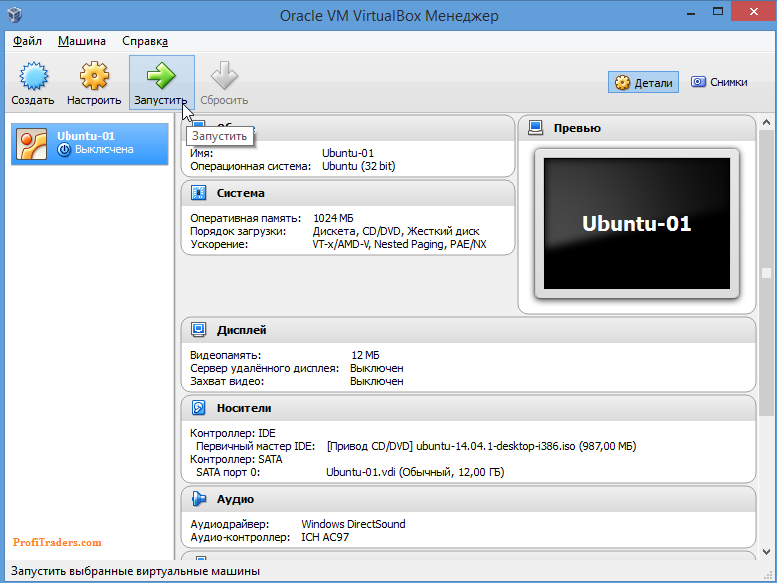 Oracle VM VirtualBox Менеджер
Файл Машина Справка
Создать Настроить Запустить Сбросить Детали Снимки
Запустить
Ubuntu-01
Выключена
Имя: Ubuntu-01
Операционная система: Ubuntu (32 bit)
Система
Оперативная память: 1024 МБ
Порядок загрузки: Дискета, CD/DVD, Жесткий диск
Ускорение: VT-x/AMD-V, Nested Paging, PAE/NX
Превью
Ubuntu-01
Дисплей
Видеопамять: 12 МБ
Сервер удалённого дисплея: Выключен
Захват видео: Выключен
Носители
Контроллер: IDE
Первичный мастер IDE: [Привод CD/DVD] ubuntu-14.04.1-desktop-i386.iso (987,00 МБ)
Контроллер: SATA
SATA порт 0: Ubuntu-01.vdi (Обычный, 12,00 ГБ)
Аудио
Аудиодрайвер: Windows DirectSound
Аудио-контроллер: ICH AC97
ProfiTraders.com
Запустить выбранные виртуальные машины